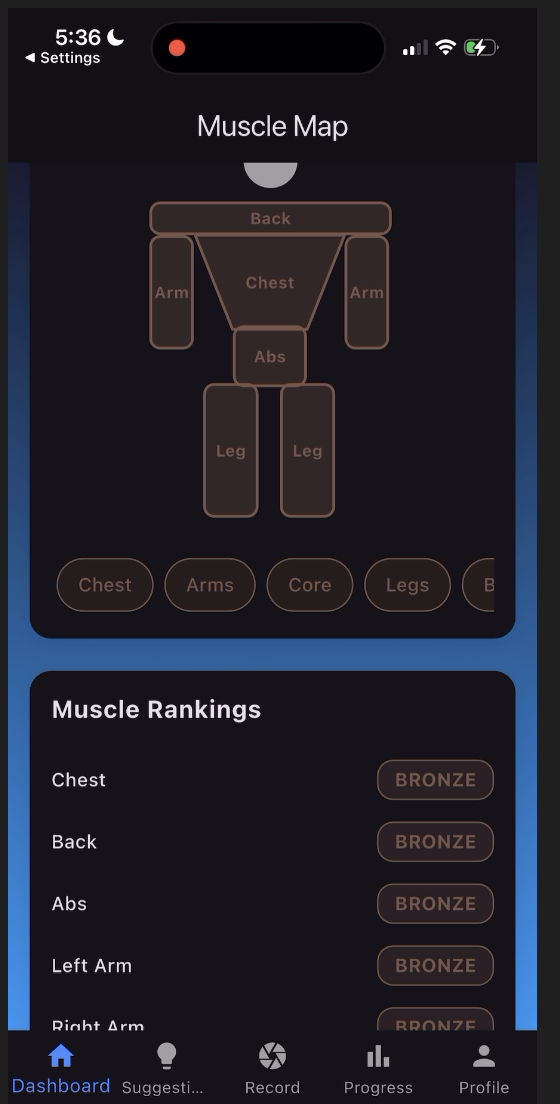 5:36
◀ Settings
Muscle Map
Back
Arm
Chest
Arm
Abs
Leg
Leg
Chest Arms Core Legs B
Muscle Rankings
Chest BRONZE
Back BRONZE
Abs BRONZE
Left Arm BRONZE
Right Arm BRONZE
Dashboard Suggesti... Record Progress Profile